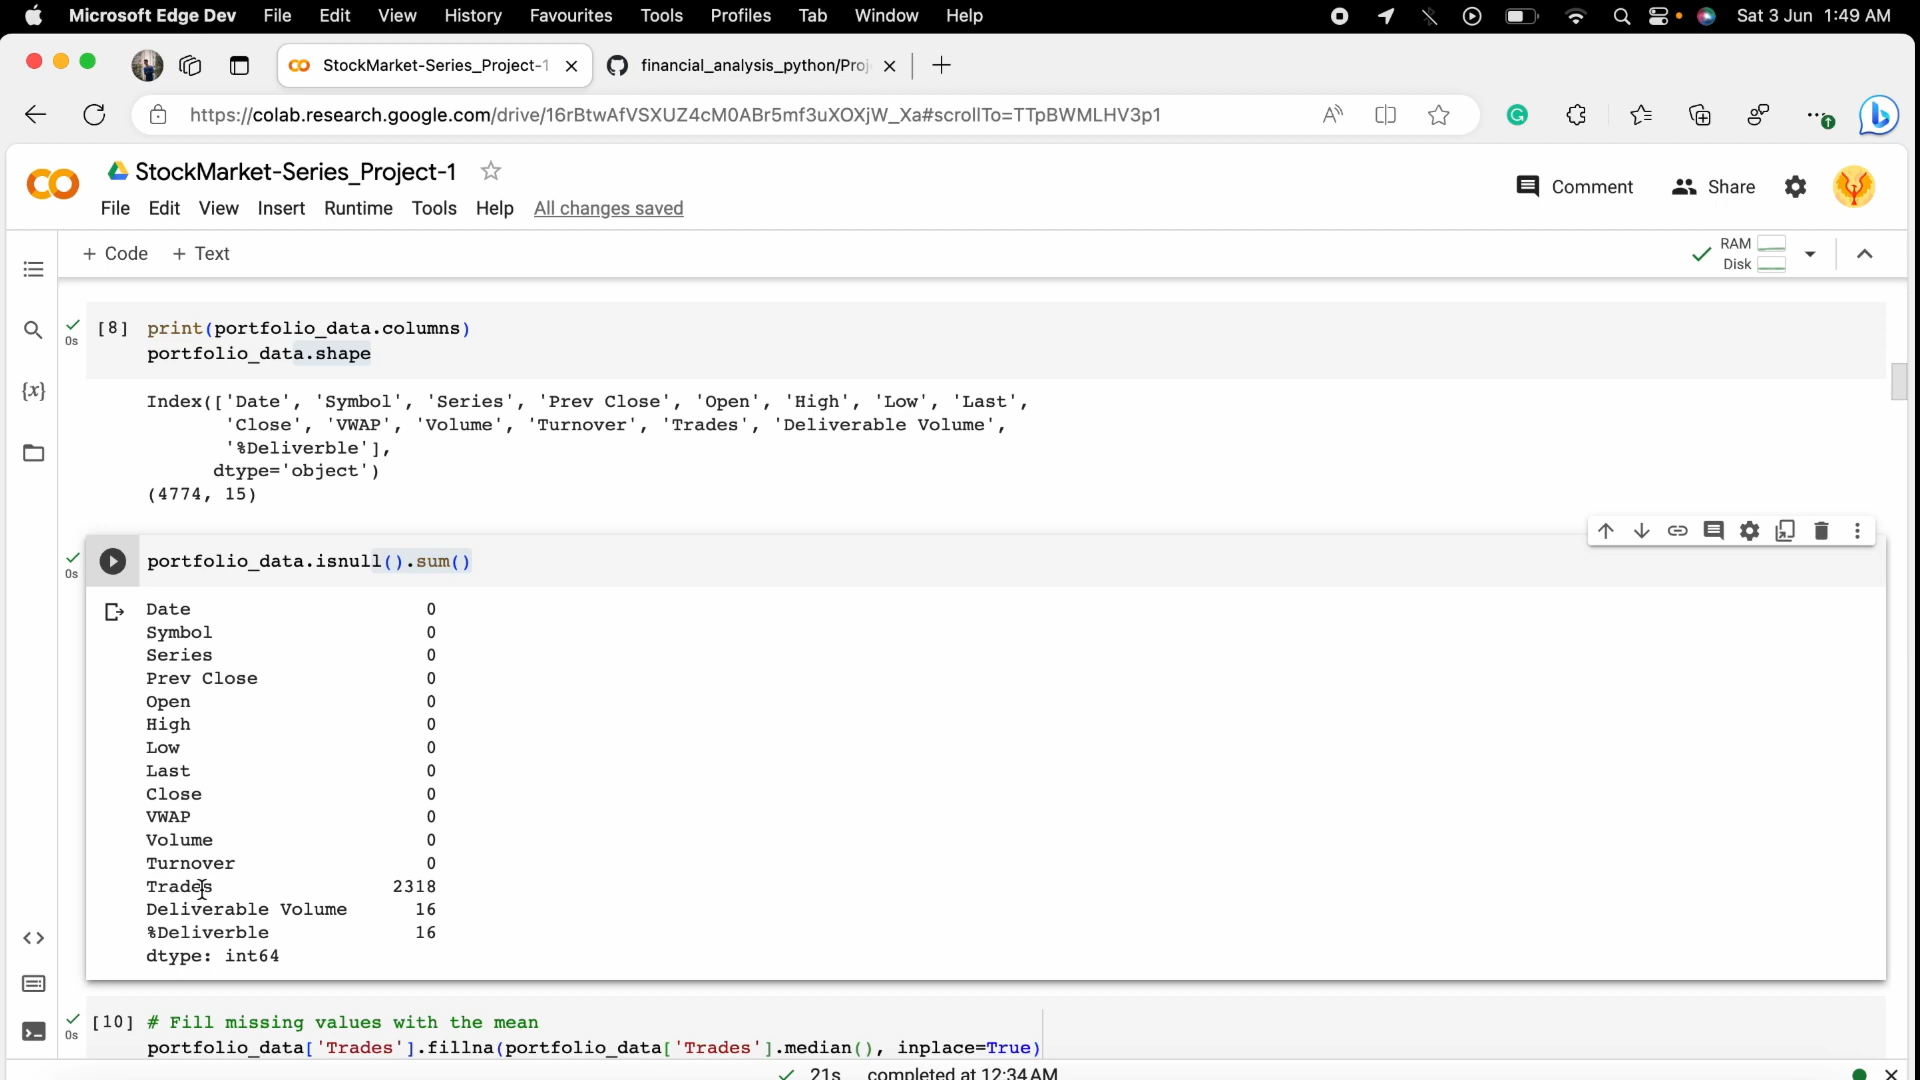 Microsoft Edge Dev File Edit View History Favourites Tools Profiles Tab Window Help Sat 3 Jun 1:49 AM
StockMarket-Series_Project-1 financial_analysis_python/Proj
https://colab.research.google.com/drive/16rBtwAfVSXUZ4cM0ABr5mf3uXOXjW_Xa#scrollTo=TTpBWMLHV3p1
StockMarket-Series_Project-1
Comment Share
File Edit View Insert Runtime Tools Help All changes saved
+ Code + Text
RAM
Disk
[8] print(portfolio_data.columns)
0s
portfolio_data.shape
Index(['Date', 'Symbol', 'Series', 'Prev Close', 'Open', 'High', 'Low', 'Last',
'Close', 'VWAP', 'Volume', 'Turnover', 'Trades', 'Deliverable Volume',
'%Deliverble'],
dtype='object')
(4774, 15)
portfolio_data.isnull().sum()
0s
Date 0
Symbol 0
Series 0
Prev Close 0
Open 0
High 0
Low 0
Last 0
Close 0
VWAP 0
Volume 0
Turnover 0
Trades 2318
Deliverable Volume 16
%Deliverble 16
dtype: int64
[10] # Fill missing values with the mean
0s
portfolio_data['Trades'].fillna(portfolio_data['Trades'].median(), inplace=True)
21s completed at 12:34 AM